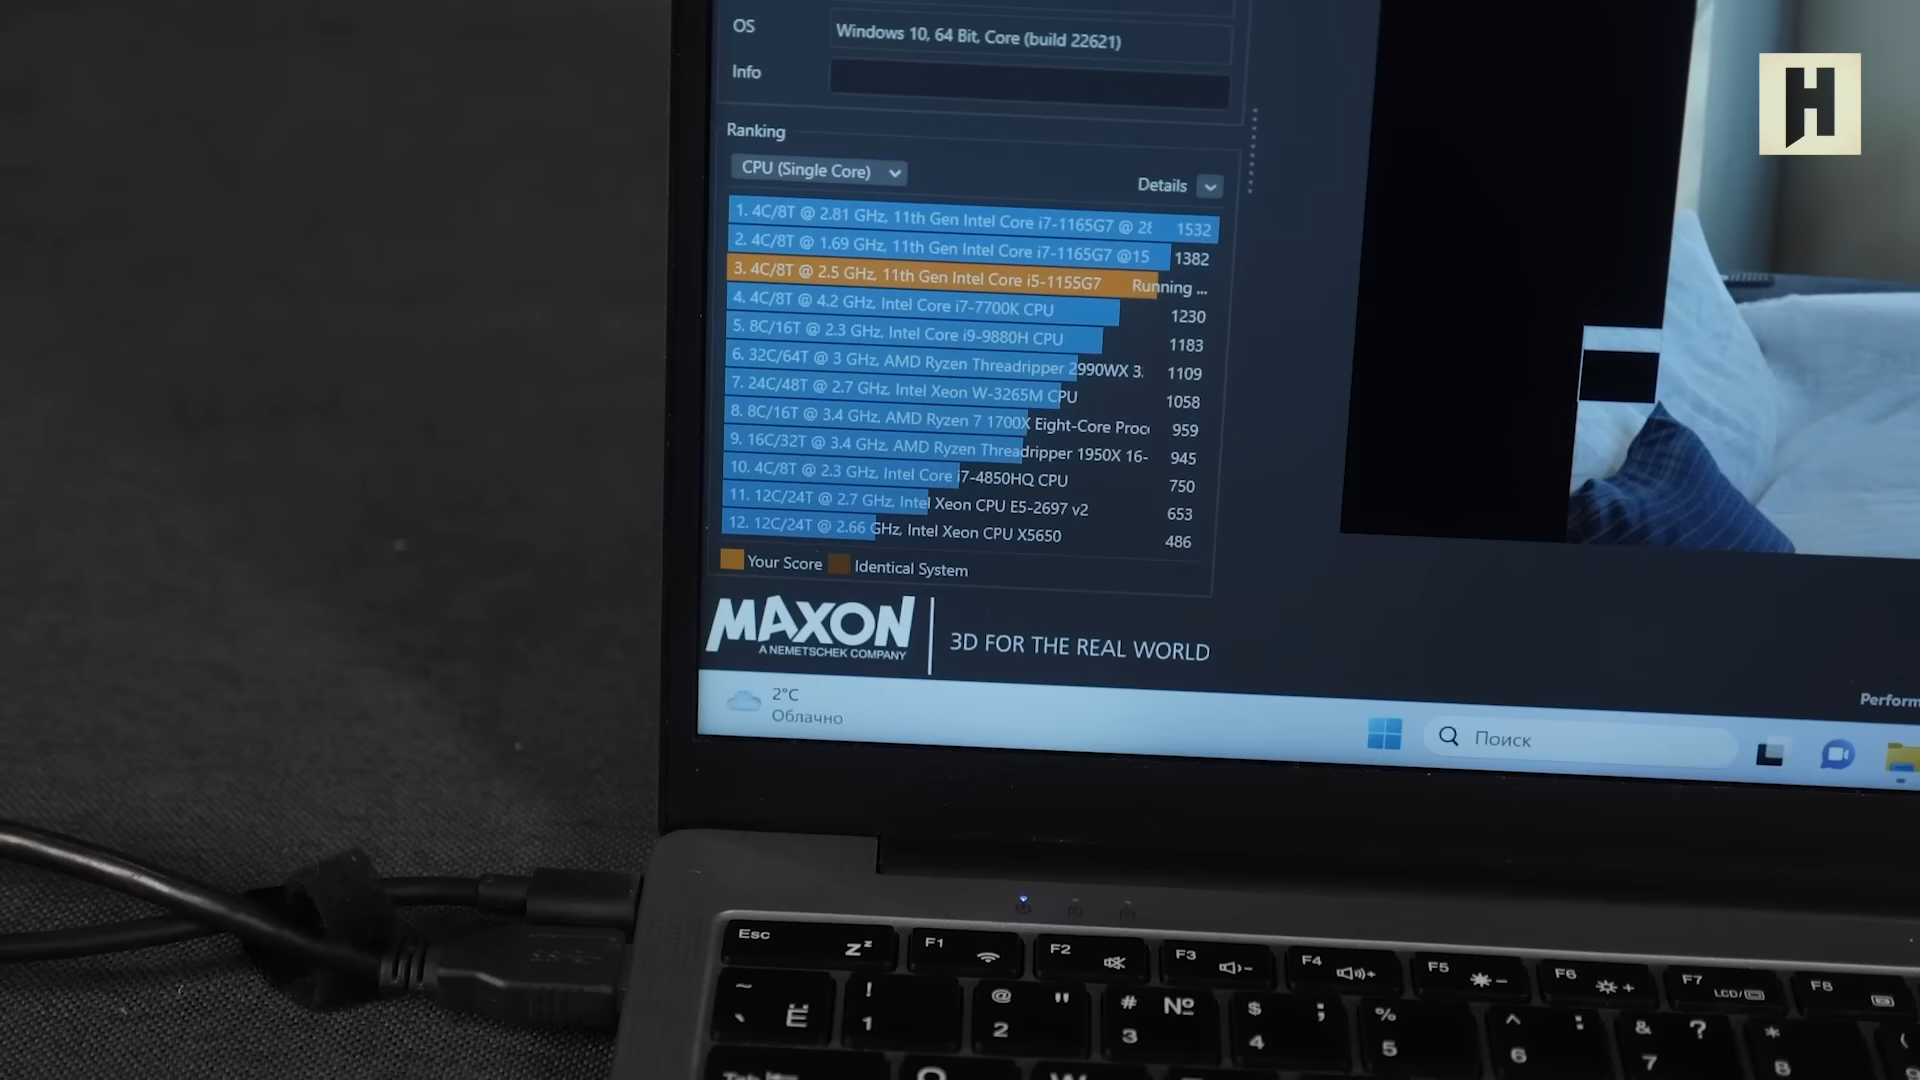 OS
Windows 10, 64 Bit, Core (build 22621)
Info
Ranking
CPU (Single Core)
Details
1. 4C/8T @ 2.81 GHz, 11th Gen Intel Core i7-1165G7 @ 28 1532
2. 4C/8T @ 1.69 GHz, 11th Gen Intel Core i7-1165G7 @15 1382
3. 4C/8T @ 2.5 GHz, 11th Gen Intel Core i5-1155G7 Running ...
4. 4C/8T @ 4.2 GHz, Intel Core i7-7700K CPU 1230
5. 8C/16T @ 2.3 GHz, Intel Core i9-9880H CPU 1183
6. 32C/64T @ 3 GHz, AMD Ryzen Threadripper 2990WX 3. 1109
7. 24C/48T @ 2.7 GHz, Intel Xeon W-3265M CPU 1058
8. 8C/16T @ 3.4 GHz, AMD Ryzen 7 1700X Eight-Core Proc 959
9. 16C/32T @ 3.4 GHz, AMD Ryzen Threadripper 1950X 16- 945
10. 4C/8T @ 2.3 GHz, Intel Core i7-4850HQ CPU 750
11. 12C/24T @ 2.7 GHz, Intel Xeon CPU E5-2697 v2 653
12. 12C/24T @ 2.66 GHz, Intel Xeon CPU X5650 486
Your Score Identical System
MAXON
A NEMETSCHEK COMPANY
3D FOR THE REAL WORLD
Perform
2°C
Облачно
Поиск
H
Esc Zzz F1 F2 F3 F4 F5 F6 F7 LCD/ F8
~ ` Ё ! 1 @ " 2 # № 3 $ ; 4 % 5 ^ : 6 & ? 7 * 8